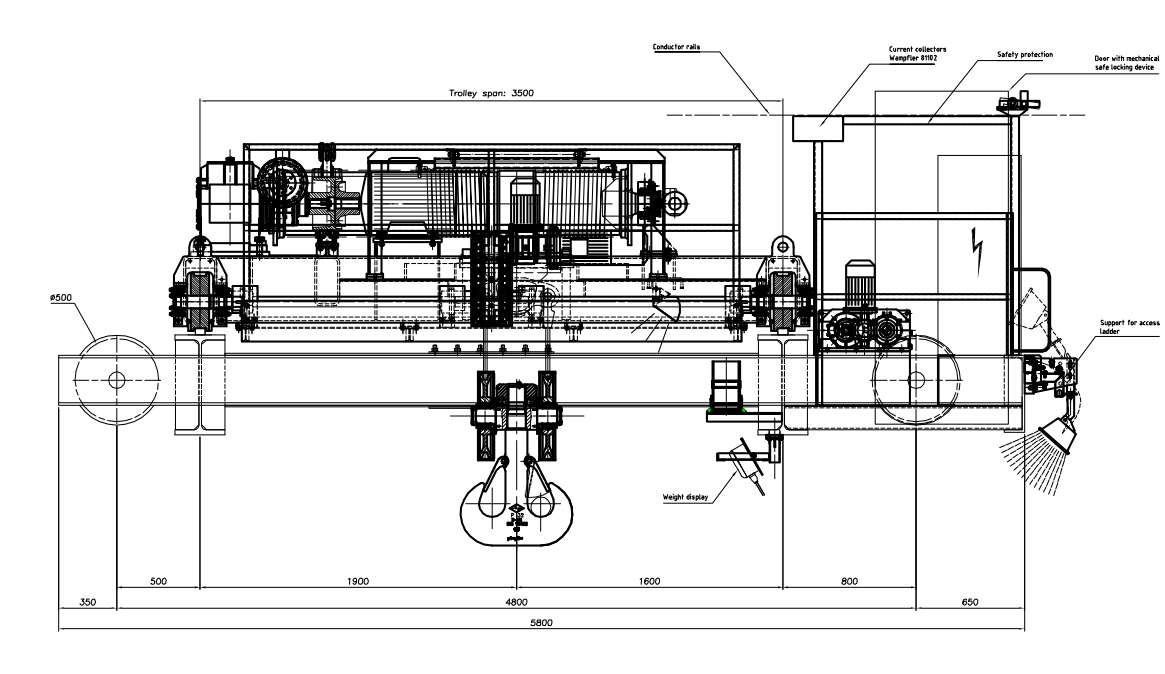 Conductor rails
Current collectors
Wampfler 81102
Safety protection
Door with mechanical
safe locking device
Trolley span: 3500
ø500
Support for access
ladder
Weight display
P 132
500
1900
1600
800
350
4800
650
5800